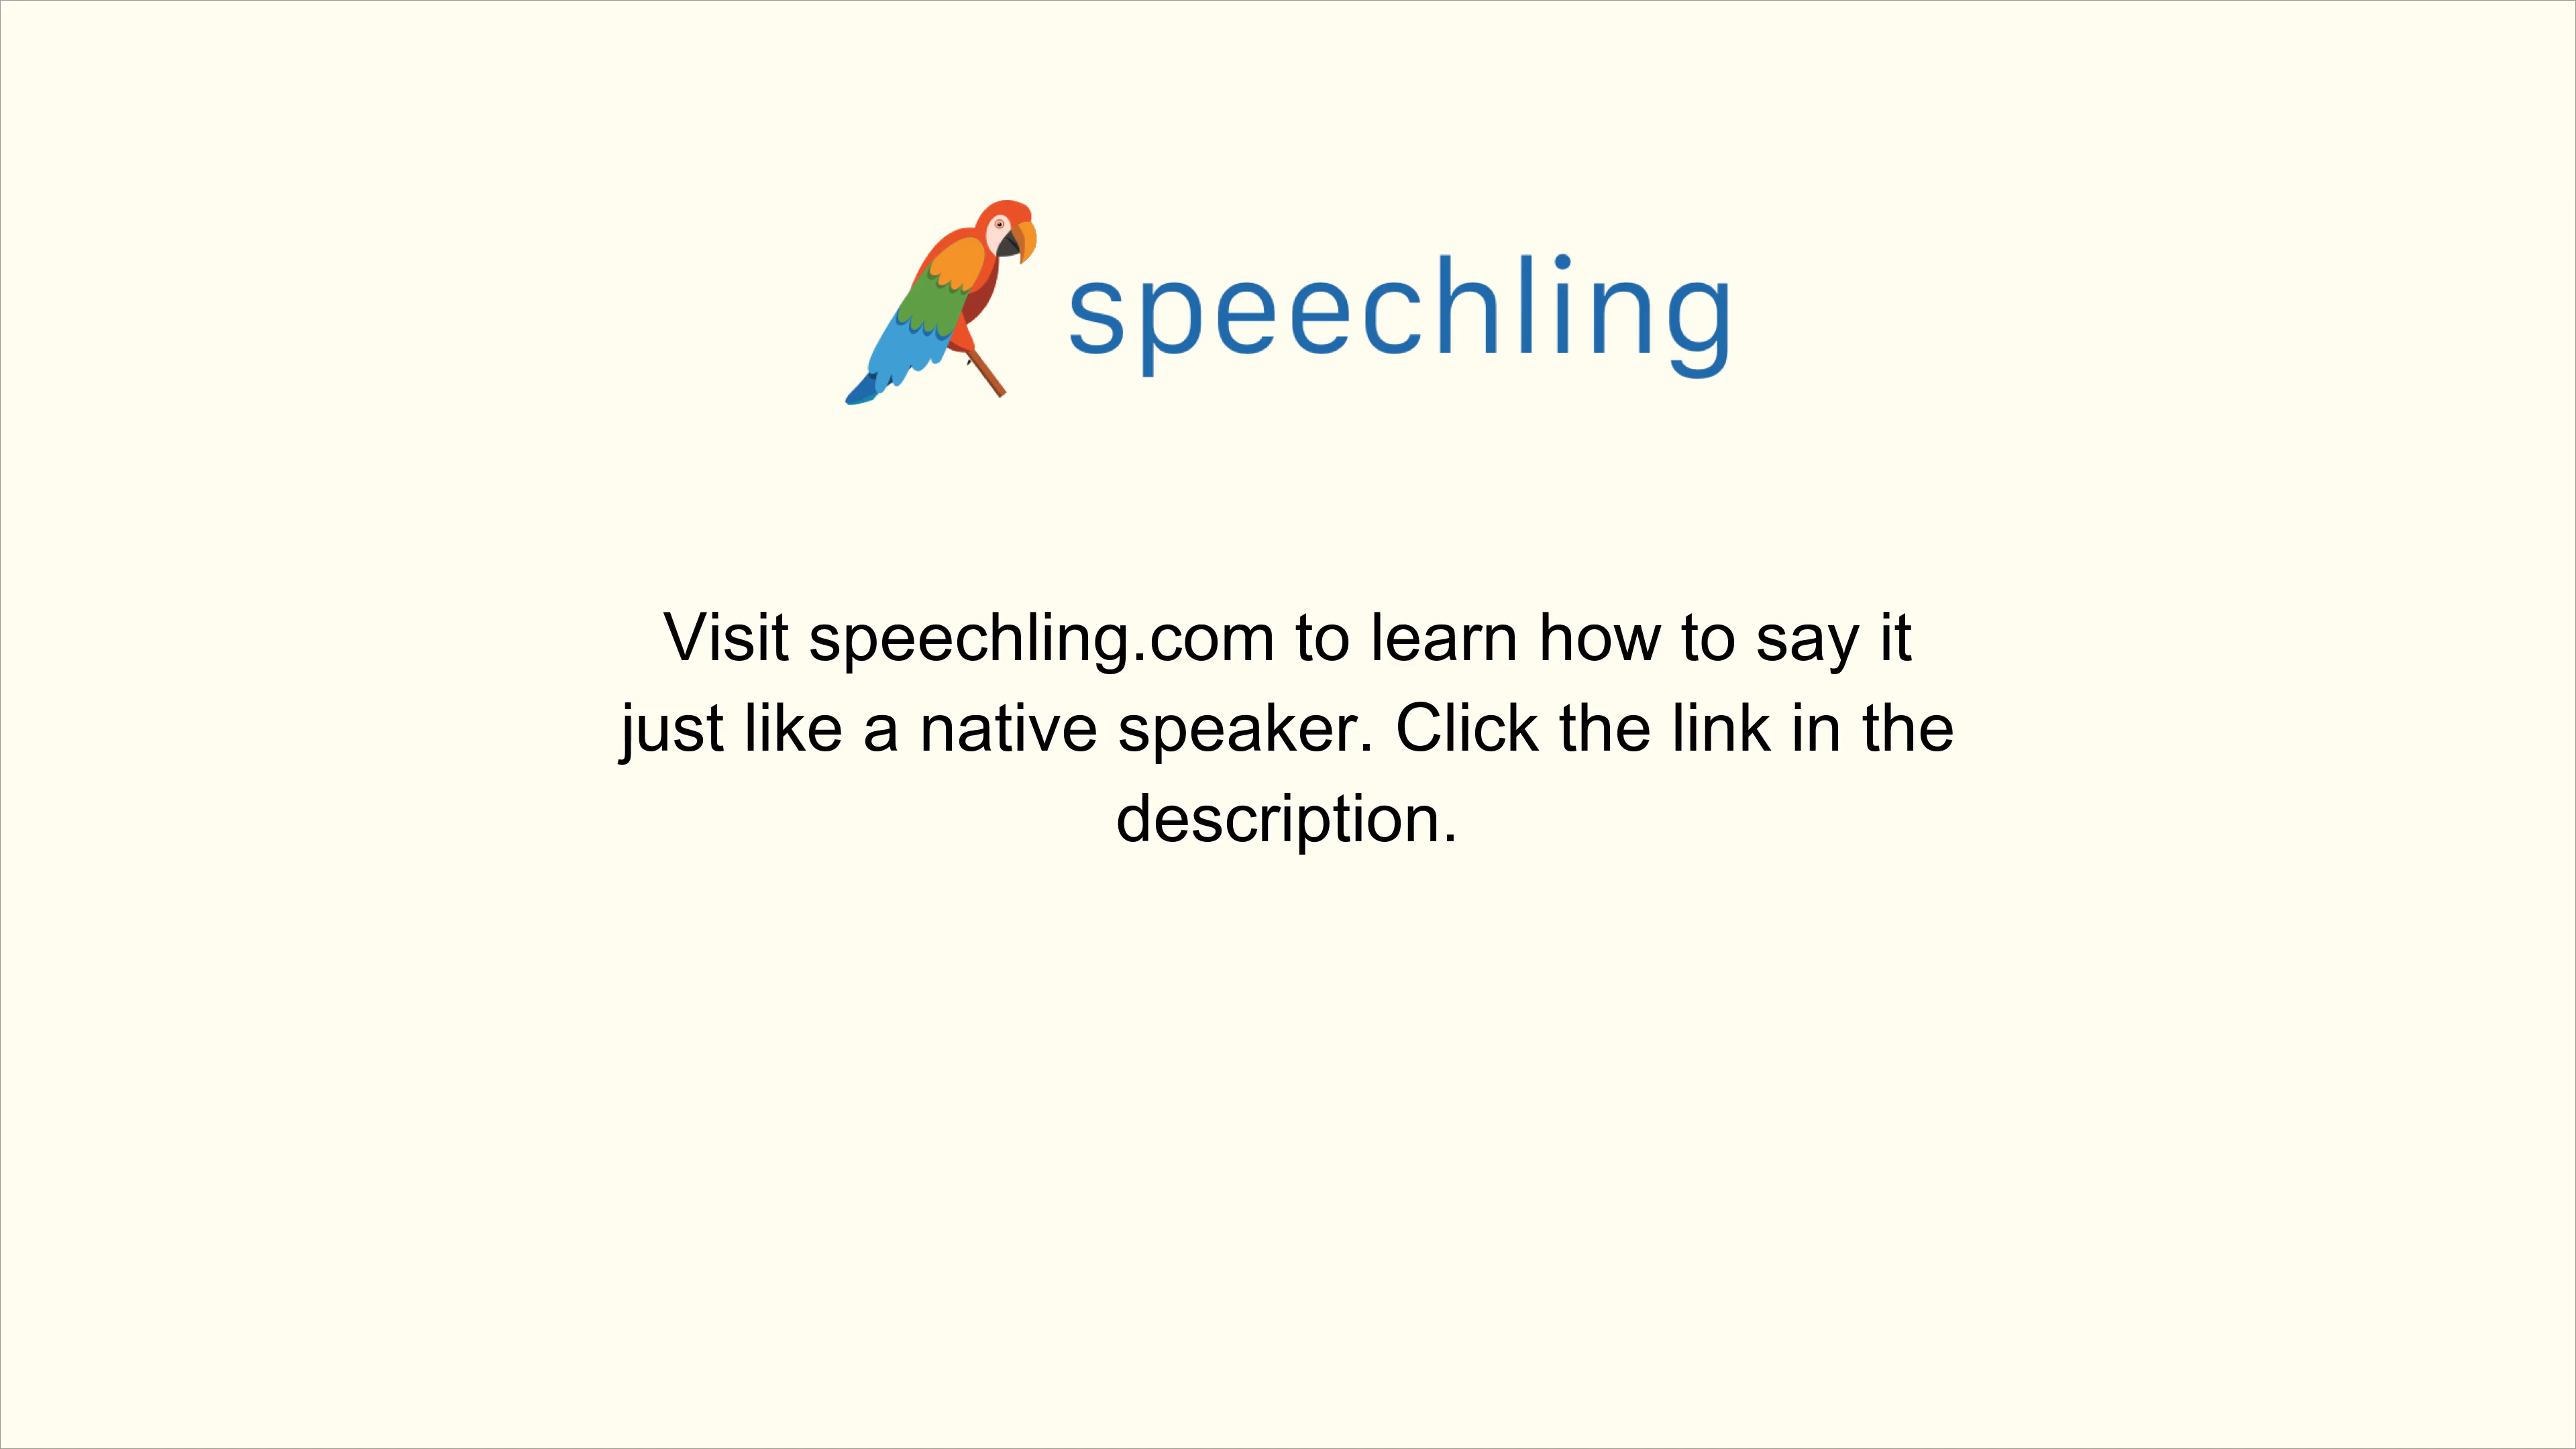 speechling
Visit speechling.com to learn how to say it
just like a native speaker. Click the link in the
description.